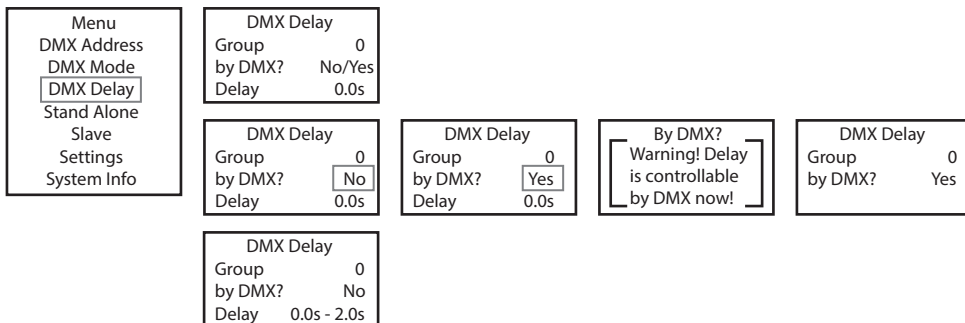 Menu
DMX Address
DMX Mode
DMX Delay
Stand Alone
Slave
Settings
System Info
DMX Delay
Group 0
by DMX? No/Yes
Delay 0.0s
DMX Delay
Group 0
by DMX? No
Delay 0.0s
DMX Delay
Group 0
by DMX? Yes
Delay 0.0s
By DMX?
Warning! Delay
is controllable
by DMX now!
DMX Delay
Group 0
by DMX? Yes
DMX Delay
Group 0
by DMX? No
Delay 0.0s - 2.0s